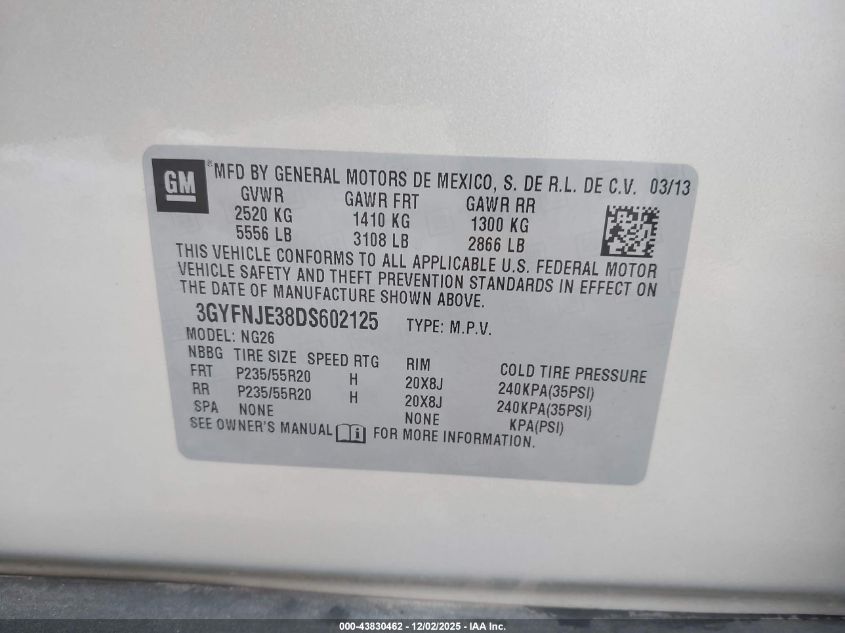 GM ® MFD BY GENERAL MOTORS DE MEXICO, S. DE R.L. DE C.V. 03/13
GVWR GAWR FRT GAWR RR
2520 KG 1410 KG 1300 KG
5556 LB 3108 LB 2866 LB
THIS VEHICLE CONFORMS TO ALL APPLICABLE U.S. FEDERAL MOTOR
VEHICLE SAFETY AND THEFT PREVENTION STANDARDS IN EFFECT ON
THE DATE OF MANUFACTURE SHOWN ABOVE.
3GYFNJE38DS602125 TYPE: M.P.V.
MODEL: NG26
NBBG TIRE SIZE SPEED RTG RIM COLD TIRE PRESSURE
FRT P235/55R20 H 20X8J 240KPA(35PSI)
RR P235/55R20 H 20X8J 240KPA(35PSI)
SPA NONE NONE KPA(PSI)
SEE OWNER'S MANUAL FOR MORE INFORMATION.
000-43830462 - 12/02/2025 - IAA Inc.